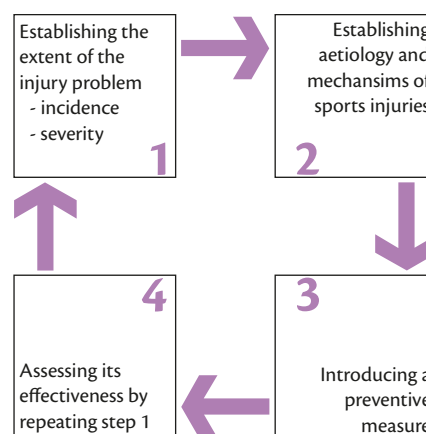 Establishing the
extent of the
injury problem
- incidence
- severity
1
Establishing
aetiology and
mechansims of
sports injuries
2
3
Introducing a
preventive
measure
4
Assessing its
effectiveness by
repeating step 1